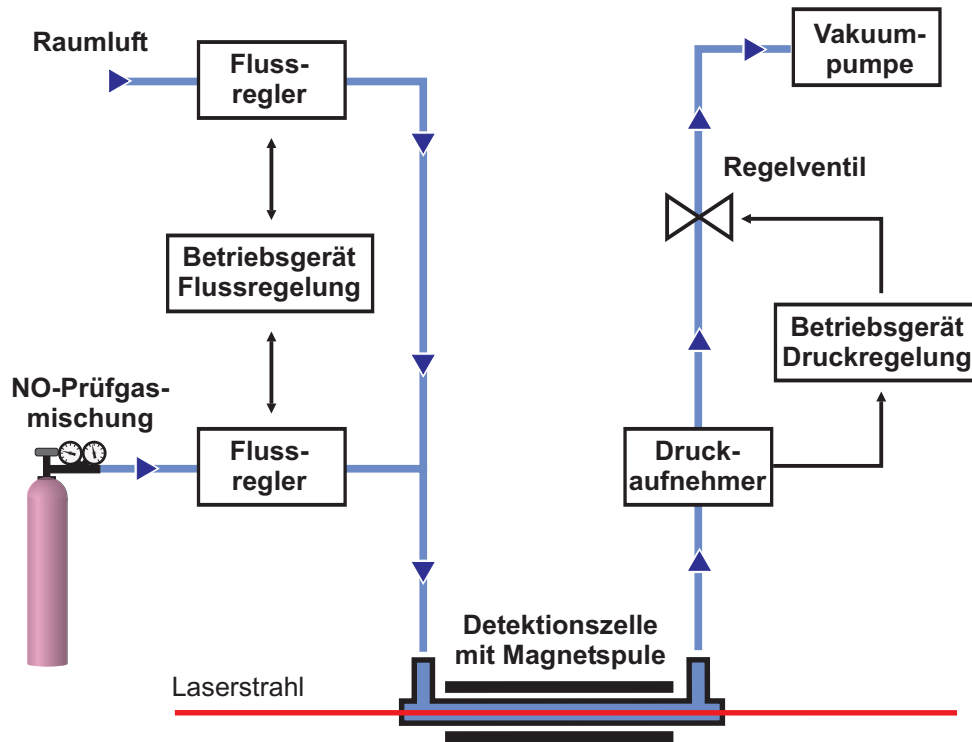 Raumluft
Fluss-
regler
Vakuum-
pumpe
Regelventil
Betriebsgerät
Flussregelung
Betriebsgerät
Druckregelung
NO-Prüfgas-
mischung
Fluss-
regler
Druck-
aufnehmer
Detektionszelle
mit Magnetspule
Laserstrahl